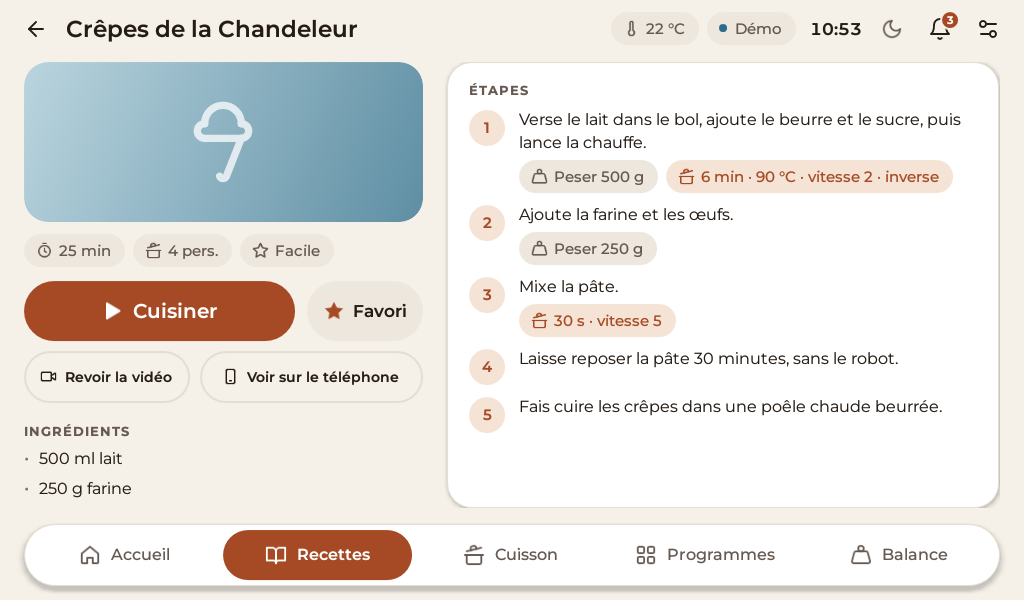 Crêpes de la Chandeleur
22 °C
Démo
10:53
3
25 min
4 pers.
Facile
Cuisiner
Favori
Revoir la vidéo
Voir sur le téléphone
INGRÉDIENTS
• 500 ml lait
• 250 g farine
ÉTAPES
1
Verse le lait dans le bol, ajoute le beurre et le sucre, puis
lance la chauffe.
Peser 500 g
6 min · 90 °C · vitesse 2 · inverse
2
Ajoute la farine et les œufs.
Peser 250 g
3
Mixe la pâte.
30 s · vitesse 5
4
Laisse reposer la pâte 30 minutes, sans le robot.
5
Fais cuire les crêpes dans une poêle chaude beurrée.
Accueil
Recettes
Cuisson
Programmes
Balance